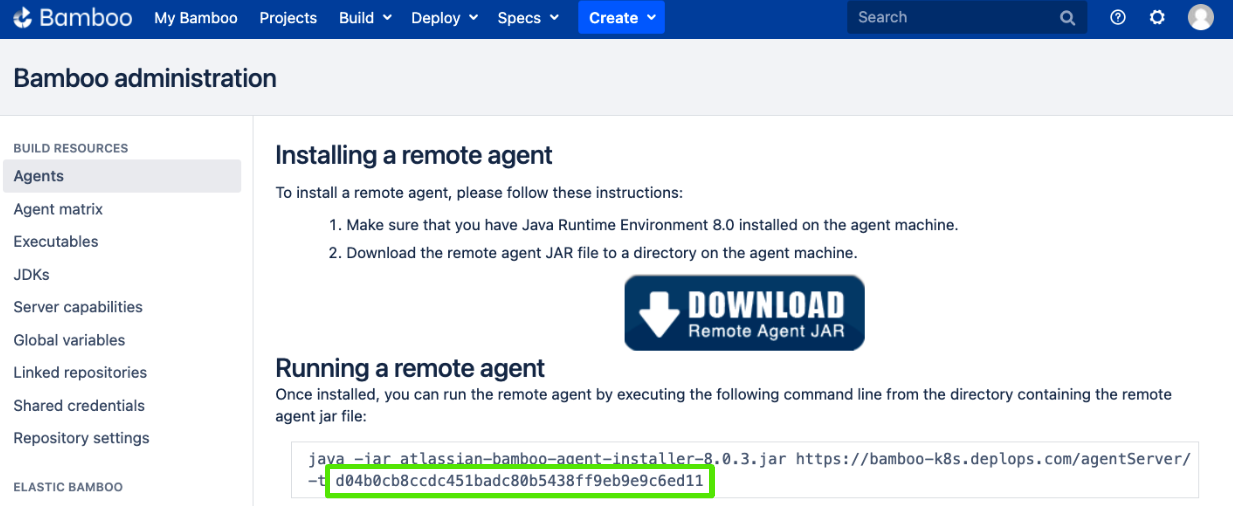 Bamboo My Bamboo Projects Build Deploy Specs Create Search
Bamboo administration
BUILD RESOURCES
Agents
Agent matrix
Executables
JDKs
Server capabilities
Global variables
Linked repositories
Shared credentials
Repository settings
ELASTIC BAMBOO
Installing a remote agent
To install a remote agent, please follow these instructions:
1. Make sure that you have Java Runtime Environment 8.0 installed on the agent machine.
2. Download the remote agent JAR file to a directory on the agent machine.
DOWNLOAD
Remote Agent JAR
Running a remote agent
Once installed, you can run the remote agent by executing the following command line from the directory containing the remote
agent jar file:
java -jar atlassian-bamboo-agent-installer-8.0.3.jar https://bamboo-k8s.deplops.com/agentServer/
-t d04b0cb8ccdc451badc80b5438ff9eb9e9c6ed11